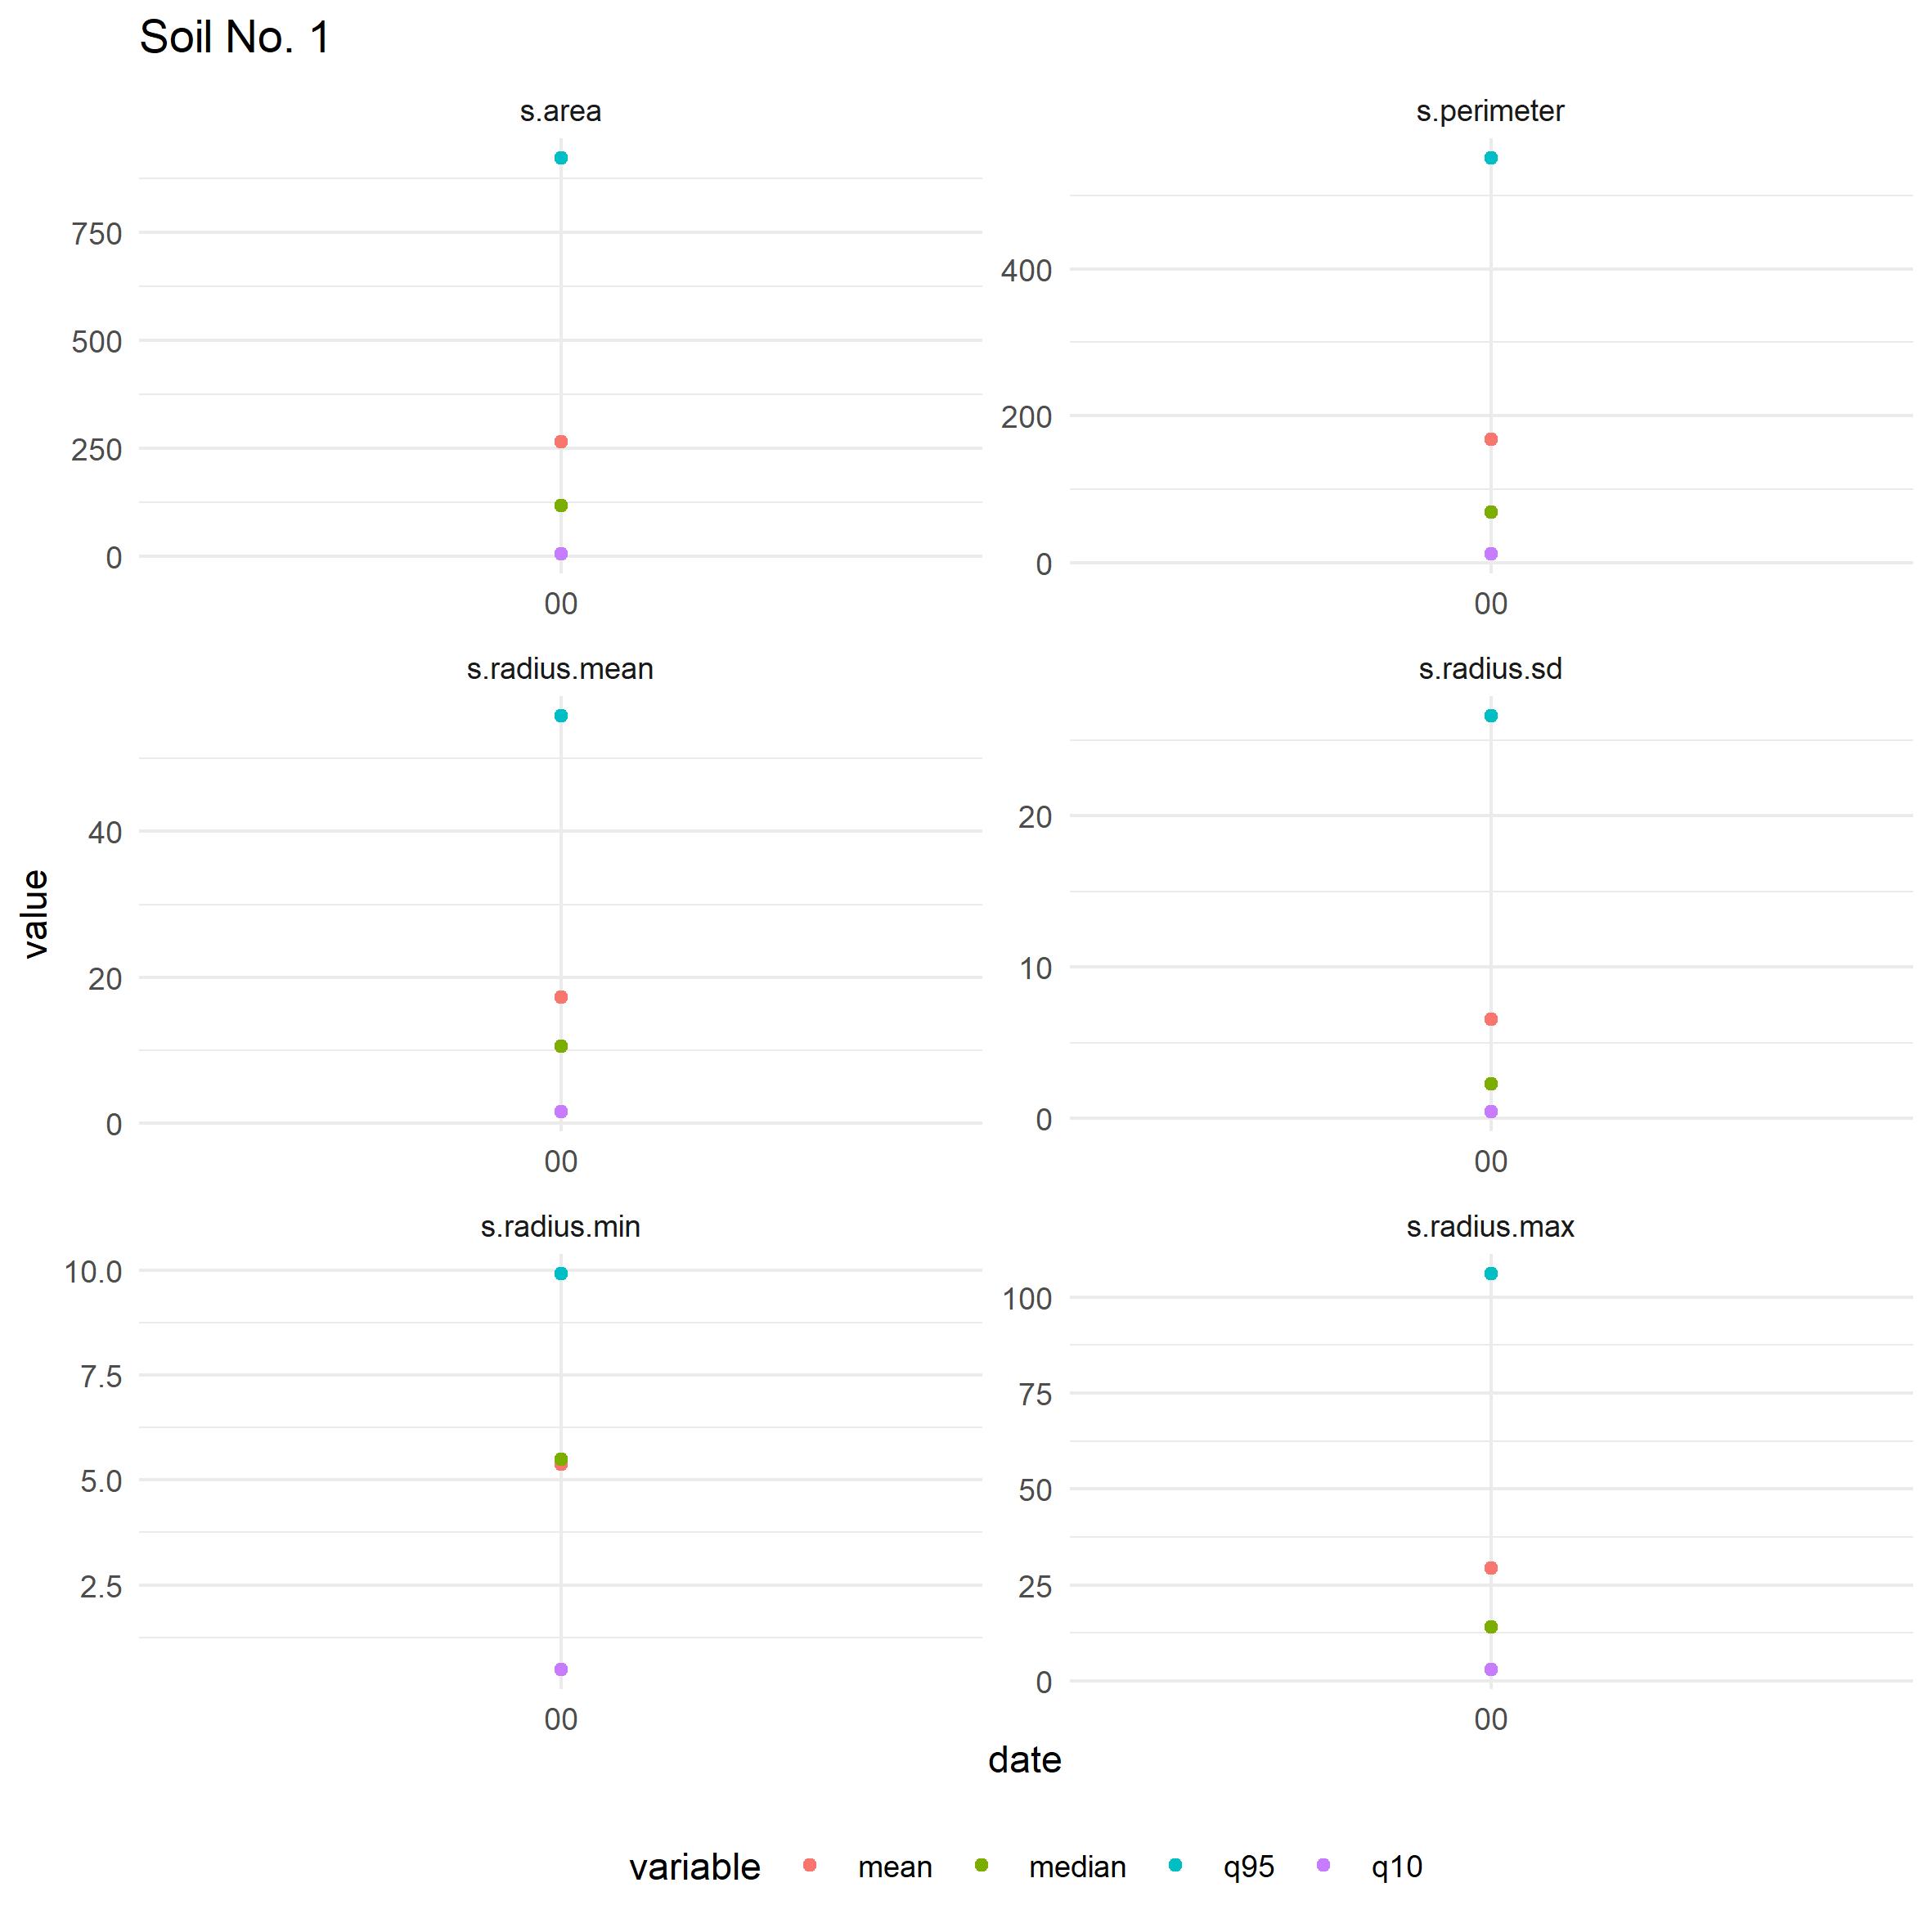 Soil No. 1
s.area
s.perimeter
750
500
250
0
400
200
0
00
00
s.radius.mean
s.radius.sd
40
20
0
20
10
0
00
00
s.radius.min
s.radius.max
10.0
7.5
5.0
2.5
100
75
50
25
0
00
00
value
date
variable mean median q95 q10